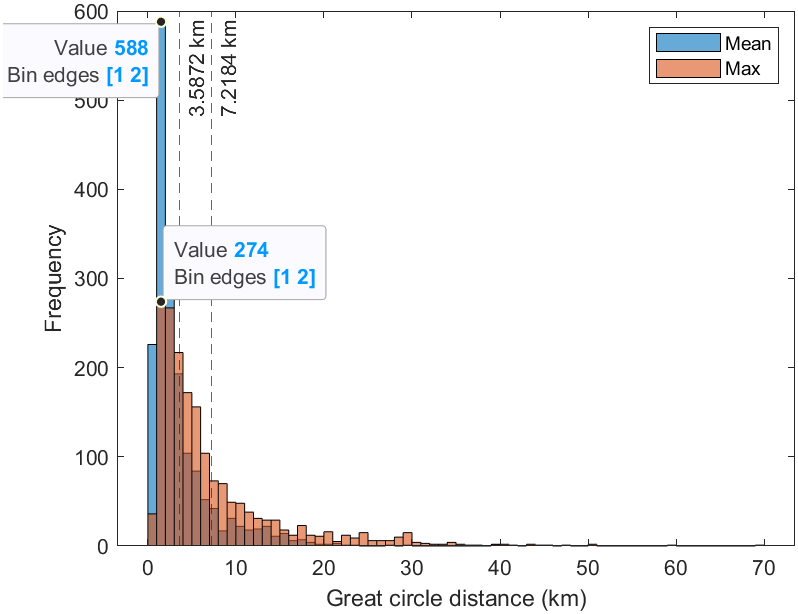 600
500
400
300
200
100
0
Frequency
Value 588
Bin edges [1 2]
Value 274
Bin edges [1 2]
3.5872 km
7.2184 km
Mean
Max
0
10
20
30
40
50
60
70
Great circle distance (km)